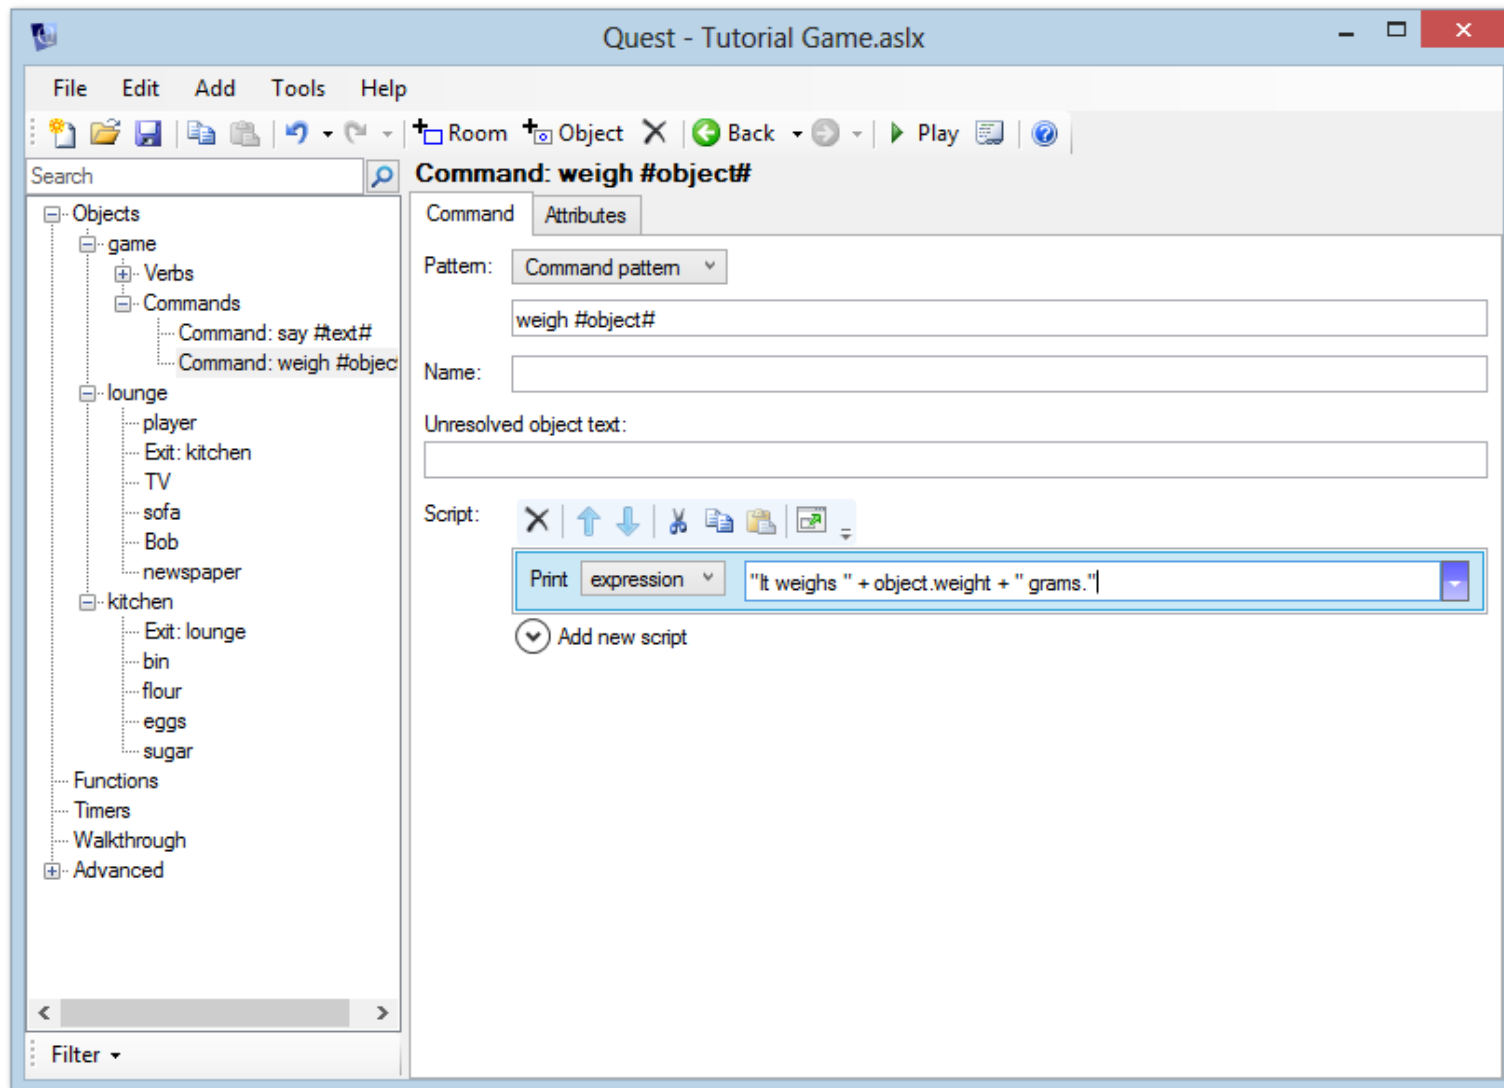 Quest - Tutorial Game.aslx
File Edit Add Tools Help
Room Object Back Play
Search
Command: weigh #object#
Objects
game
Verbs
Commands
Command: say #text#
Command: weigh #objec
lounge
player
Exit: kitchen
TV
sofa
Bob
newspaper
kitchen
Exit: lounge
bin
flour
eggs
sugar
Functions
Timers
Walkthrough
Advanced
Filter
Command Attributes
Pattern: Command pattern
weigh #object#
Name:
Unresolved object text:
Script:
Print expression "It weighs " + object.weight + " grams."
Add new script